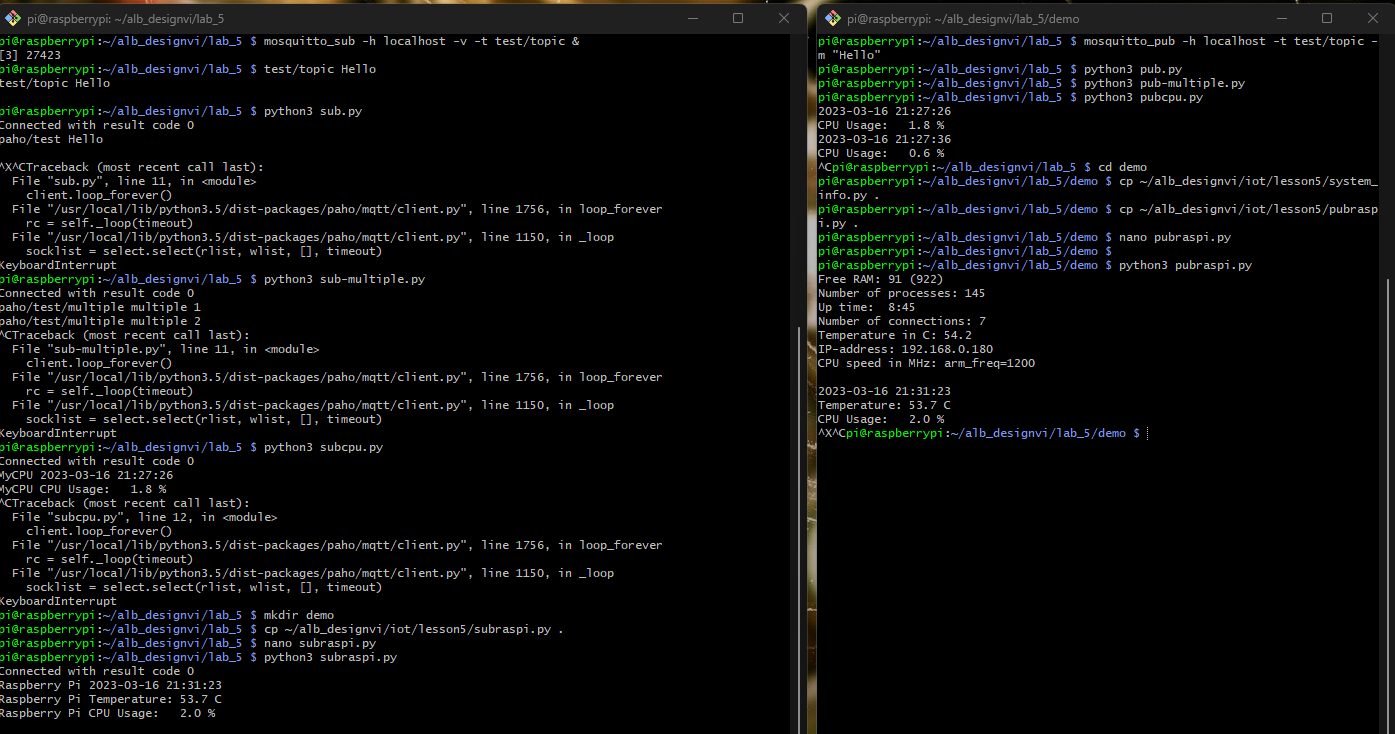 pi@raspberrypi: ~/alb_designvi/lab_5
pi@raspberrypi:~/alb_designvi/lab_5 $ mosquitto_sub -h localhost -v -t test/topic &
[3] 27423
pi@raspberrypi:~/alb_designvi/lab_5 $ test/topic Hello
test/topic Hello
pi@raspberrypi:~/alb_designvi/lab_5 $ python3 sub.py
Connected with result code 0
paho/test Hello
^X^CTraceback (most recent call last):
File "sub.py", line 11, in <module>
client.loop_forever()
File "/usr/local/lib/python3.5/dist-packages/paho/mqtt/client.py", line 1756, in loop_forever
rc = self._loop(timeout)
File "/usr/local/lib/python3.5/dist-packages/paho/mqtt/client.py", line 1150, in _loop
socklist = select.select(rlist, wlist, [], timeout)
KeyboardInterrupt
pi@raspberrypi:~/alb_designvi/lab_5 $ python3 sub-multiple.py
Connected with result code 0
paho/test/multiple multiple 1
paho/test/multiple multiple 2
^CTraceback (most recent call last):
File "sub-multiple.py", line 11, in <module>
client.loop_forever()
File "/usr/local/lib/python3.5/dist-packages/paho/mqtt/client.py", line 1756, in loop_forever
rc = self._loop(timeout)
File "/usr/local/lib/python3.5/dist-packages/paho/mqtt/client.py", line 1150, in _loop
socklist = select.select(rlist, wlist, [], timeout)
KeyboardInterrupt
pi@raspberrypi:~/alb_designvi/lab_5 $ python3 subcpu.py
Connected with result code 0
MyCPU 2023-03-16 21:27:26
MyCPU CPU Usage:   1.8 %
^CTraceback (most recent call last):
File "subcpu.py", line 12, in <module>
client.loop_forever()
File "/usr/local/lib/python3.5/dist-packages/paho/mqtt/client.py", line 1756, in loop_forever
rc = self._loop(timeout)
File "/usr/local/lib/python3.5/dist-packages/paho/mqtt/client.py", line 1150, in _loop
socklist = select.select(rlist, wlist, [], timeout)
KeyboardInterrupt
pi@raspberrypi:~/alb_designvi/lab_5 $ mkdir demo
pi@raspberrypi:~/alb_designvi/lab_5 $ cp ~/alb_designvi/iot/lesson5/subraspi.py .
pi@raspberrypi:~/alb_designvi/lab_5 $ nano subraspi.py
pi@raspberrypi:~/alb_designvi/lab_5 $ python3 subraspi.py
Connected with result code 0
Raspberry Pi 2023-03-16 21:31:23
Raspberry Pi Temperature: 53.7 C
Raspberry Pi CPU Usage:   2.0 %
pi@raspberrypi: ~/alb_designvi/lab_5/demo
pi@raspberrypi:~/alb_designvi/lab_5 $ mosquitto_pub -h localhost -t test/topic -
m "Hello"
pi@raspberrypi:~/alb_designvi/lab_5 $ python3 pub.py
pi@raspberrypi:~/alb_designvi/lab_5 $ python3 pub-multiple.py
pi@raspberrypi:~/alb_designvi/lab_5 $ python3 pubcpu.py
2023-03-16 21:27:26
CPU Usage:   1.8 %
2023-03-16 21:27:36
CPU Usage:   0.6 %
^Cpi@raspberrypi:~/alb_designvi/lab_5 $ cd demo
pi@raspberrypi:~/alb_designvi/lab_5/demo $ cp ~/alb_designvi/iot/lesson5/system_
info.py .
pi@raspberrypi:~/alb_designvi/lab_5/demo $ cp ~/alb_designvi/iot/lesson5/pubrasp
i.py .
pi@raspberrypi:~/alb_designvi/lab_5/demo $ nano pubraspi.py
pi@raspberrypi:~/alb_designvi/lab_5/demo $
pi@raspberrypi:~/alb_designvi/lab_5/demo $ python3 pubraspi.py
Free RAM: 91 (922)
Number of processes: 145
Up time:  8:45
Number of connections: 7
Temperature in C: 54.2
IP-address: 192.168.0.180
CPU speed in MHz: arm_freq=1200
2023-03-16 21:31:23
Temperature: 53.7 C
CPU Usage:   2.0 %
^X^Cpi@raspberrypi:~/alb_designvi/lab_5/demo $